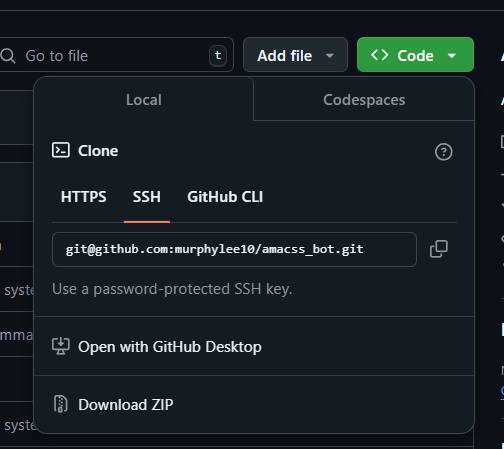 Go to file
t
Add file
Code
Local
Codespaces
Clone
HTTPS
SSH
GitHub CLI
git@github.com:murphylee10/amacss_bot.git
Use a password-protected SSH key.
syste
Open with GitHub Desktop
mma
Download ZIP
syst